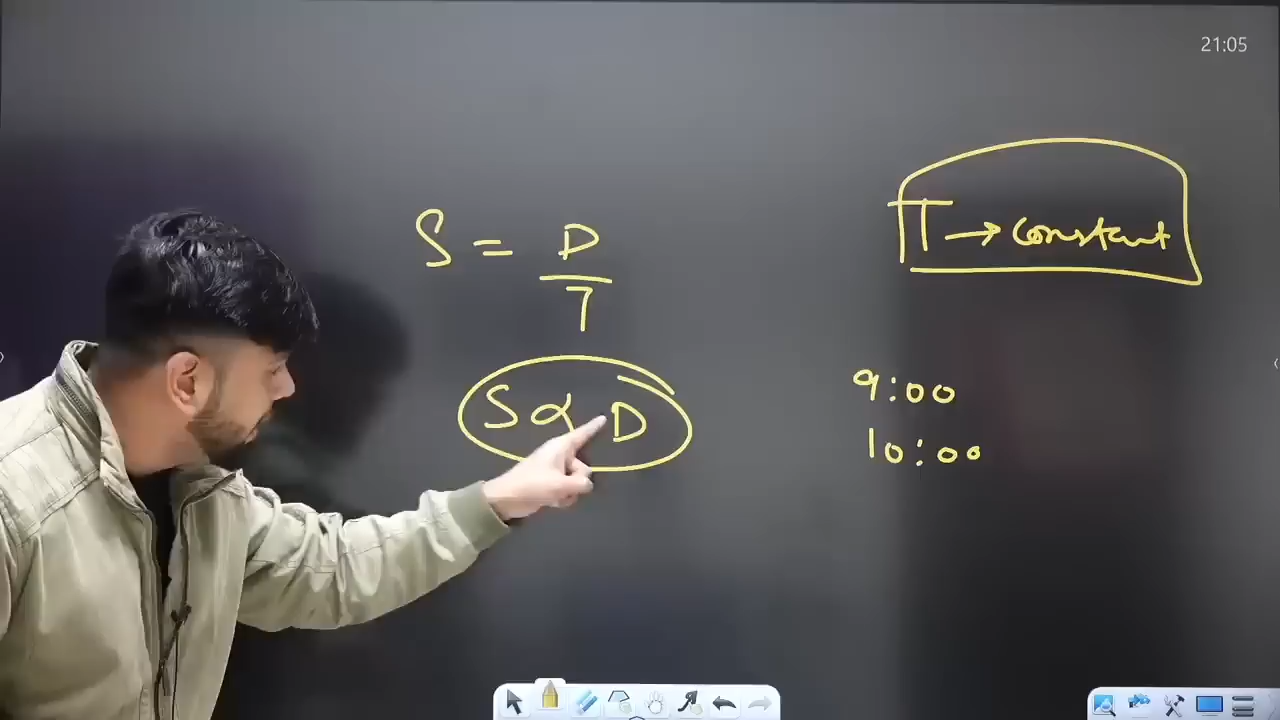 21:05
T → constant
S = D/T
S ∝ D
9:00
10:00